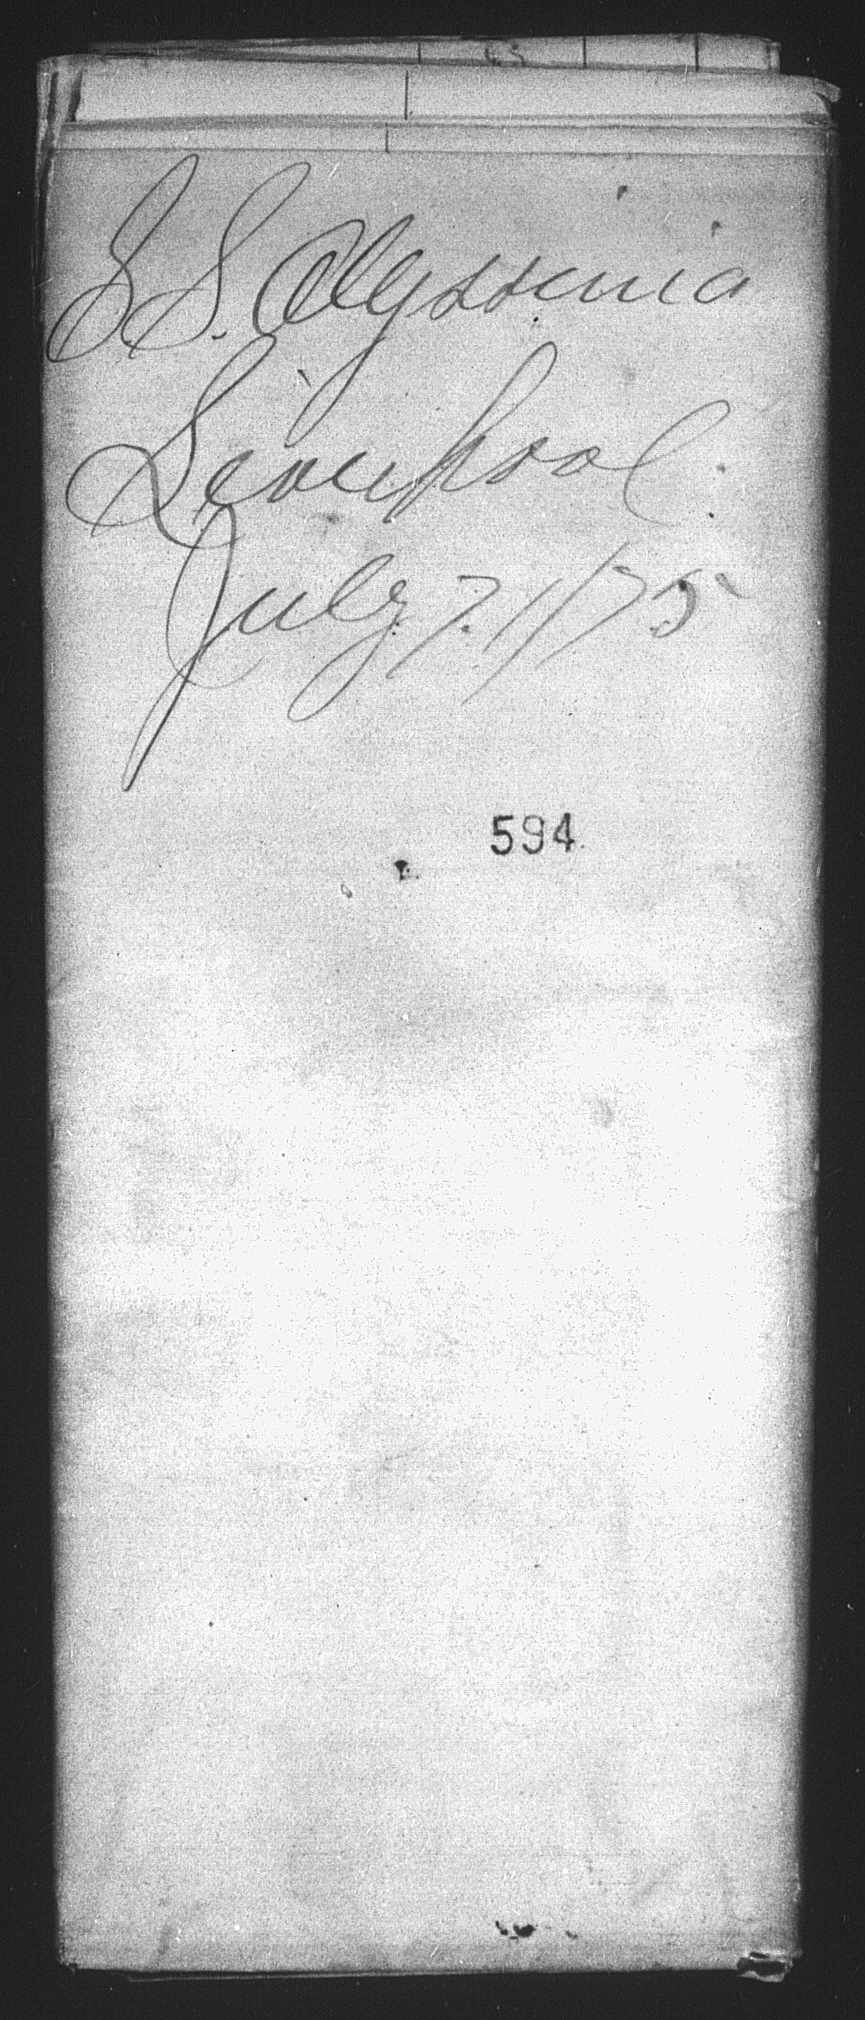 S S. Abyssinia
Liverpool.
July 7. /75
594